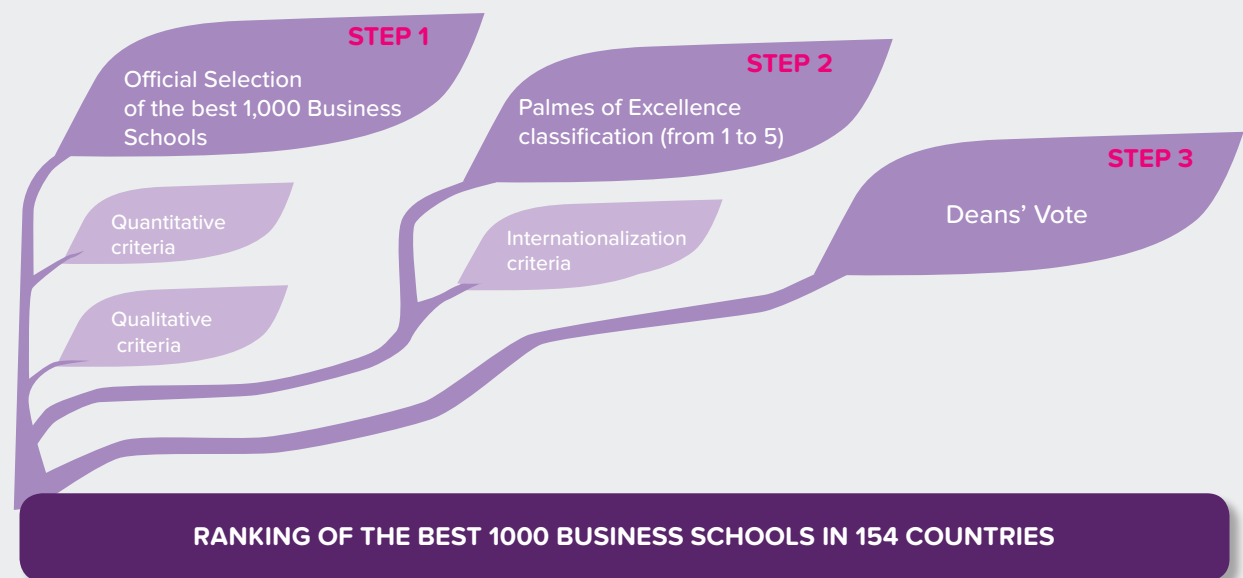 STEP 1
Official Selection
of the best 1,000 Business
Schools
Quantitative
criteria
Qualitative
criteria
STEP 2
Palmes of Excellence
classification (from 1 to 5)
Internationalization
criteria
STEP 3
Deans’ Vote
RANKING OF THE BEST 1000 BUSINESS SCHOOLS IN 154 COUNTRIES